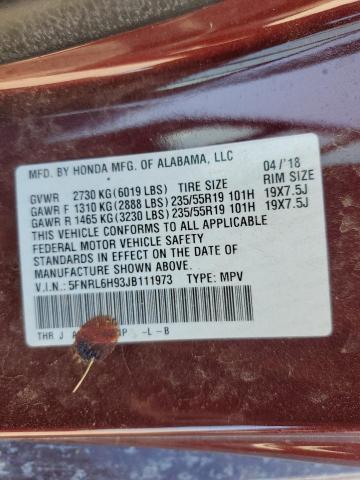 MFD. BY HONDA MFG. OF ALABAMA, LLC 04/'18
GVWR 2730 KG(6019 LBS) TIRE SIZE RIM SIZE
GAWR F 1310 KG(2888 LBS) 235/55R19 101H 19X7.5J
GAWR R 1465 KG(3230 LBS) 235/55R19 101H 19X7.5J
THIS VEHICLE CONFORMS TO ALL APPLICABLE
FEDERAL MOTOR VEHICLE SAFETY
STANDARDS IN EFFECT ON THE DATE OF
MANUFACTURE SHOWN ABOVE.
V.I.N.: 5FNRL6H93JB111973 TYPE: MPV
THR J -L-B